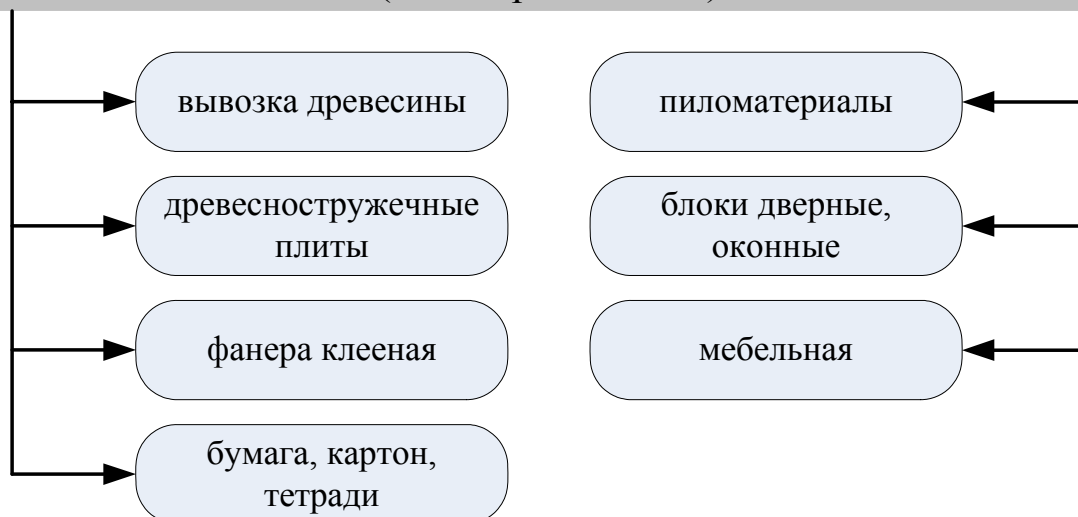 вывозка древесины
пиломатериалы
древесностружечные
плиты
блоки дверные,
оконные
фанера клееная
мебельная
бумага, картон,
тетради